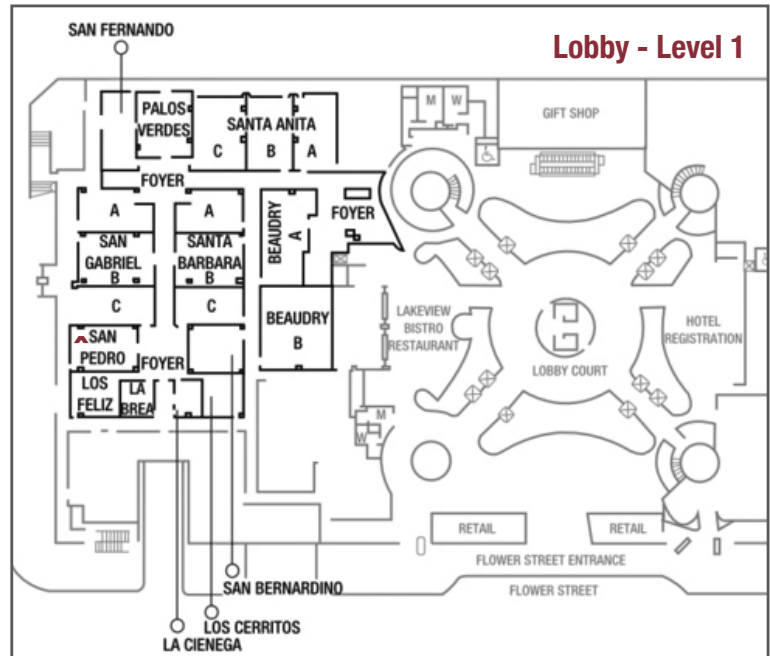 SAN FERNANDO
Lobby - Level 1
PALOS
VERDES
SANTA ANITA
C
B
A
M
W
GIFT SHOP
FOYER
A
A
BEAUDRY
A
FOYER
SAN
GABRIEL
B
SANTA
BARBARA
B
C
C
BEAUDRY
B
LAKEVIEW
BISTRO
RESTAURANT
HOTEL
REGISTRATION
LOBBY COURT
SAN
PEDRO
FOYER
LOS
FELIZ
LA
BREA
M
W
RETAIL
RETAIL
FLOWER STREET ENTRANCE
FLOWER STREET
SAN BERNARDINO
LOS CERRITOS
LA CIENEGA